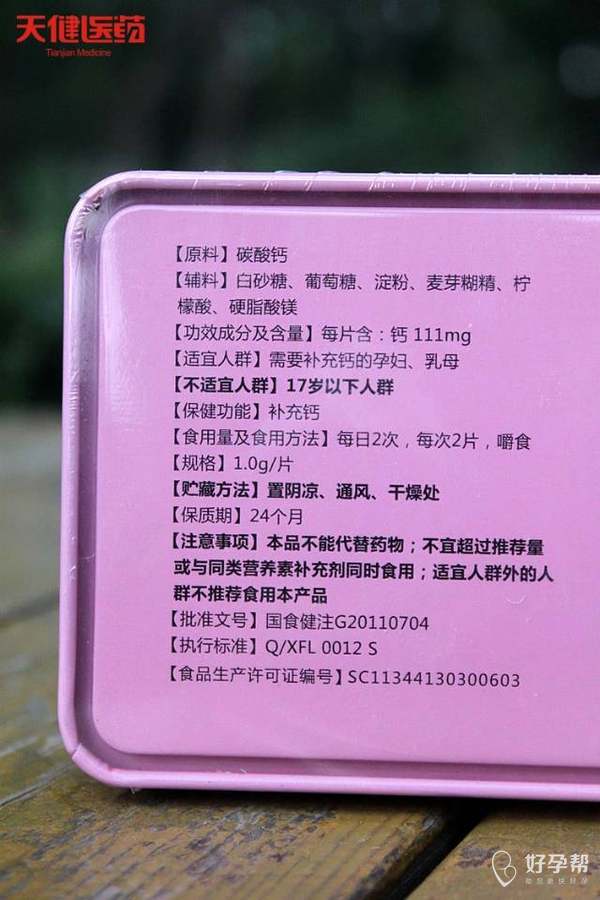 天健医药
Tianjian Medicine
【原料】碳酸钙
【辅料】白砂糖、葡萄糖、淀粉、麦芽糊精、柠
檬酸、硬脂酸镁
【功效成分及含量】每片含：钙 111mg
【适宜人群】需要补充钙的孕妇、乳母
【不适宜人群】17岁以下人群
【保健功能】补充钙
【食用量及食用方法】每日2次，每次2片，嚼食
【规格】1.0g/片
【贮藏方法】置阴凉、通风、干燥处
【保质期】24个月
【注意事项】本品不能代替药物；不宜超过推荐量
或与同类营养素补充剂同时食用；适宜人群外的人
群不推荐食用本产品
【批准文号】国食健注G20110704
【执行标准】Q/XFL 0012 S
【食品生产许可证编号】SC11344130300603
好孕帮